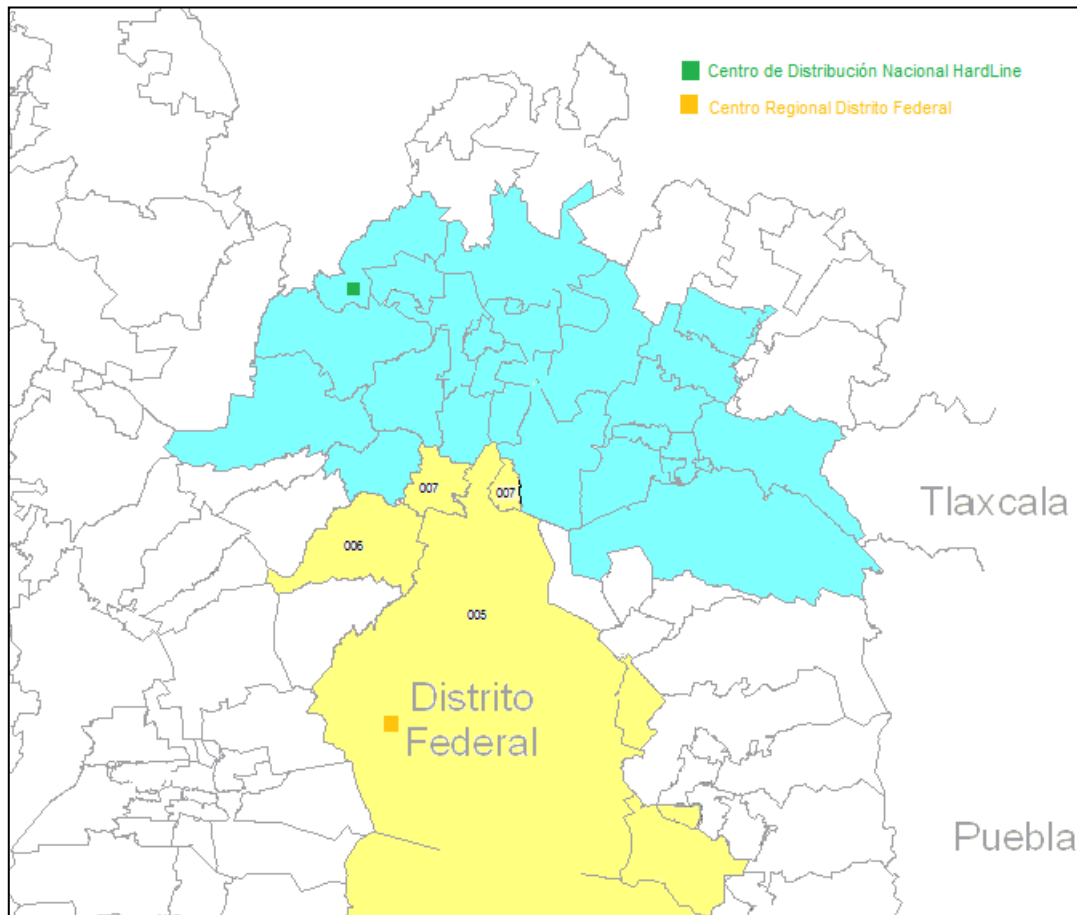 Centro de Distribución Nacional HardLine
Centro Regional Distrito Federal
007
007
Tlaxcala
006
005
Distrito
Federal
Puebla